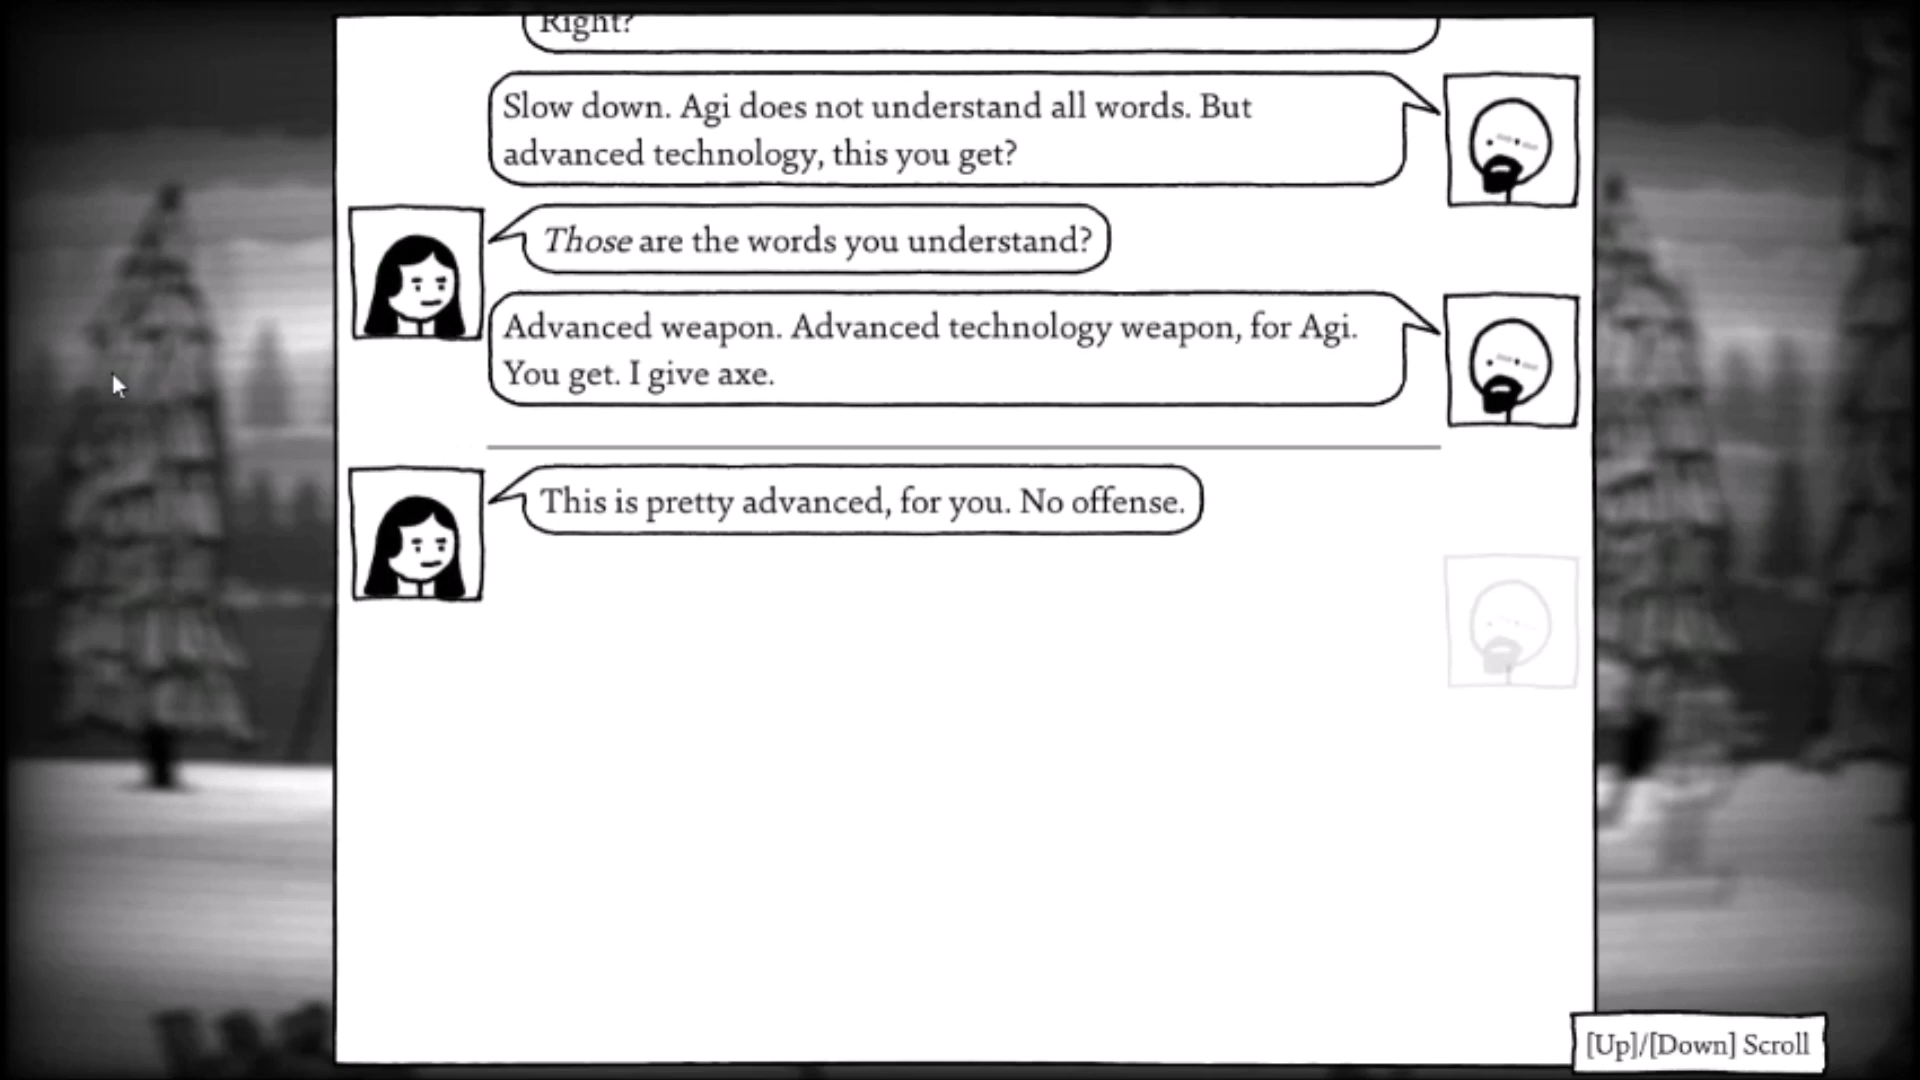 Right?
Slow down. Agi does not understand all words. But
advanced technology, this you get?
Those are the words you understand?
Advanced weapon. Advanced technology weapon, for Agi.
You get. I give axe.
This is pretty advanced, for you. No offense.
[Up]/[Down] Scroll